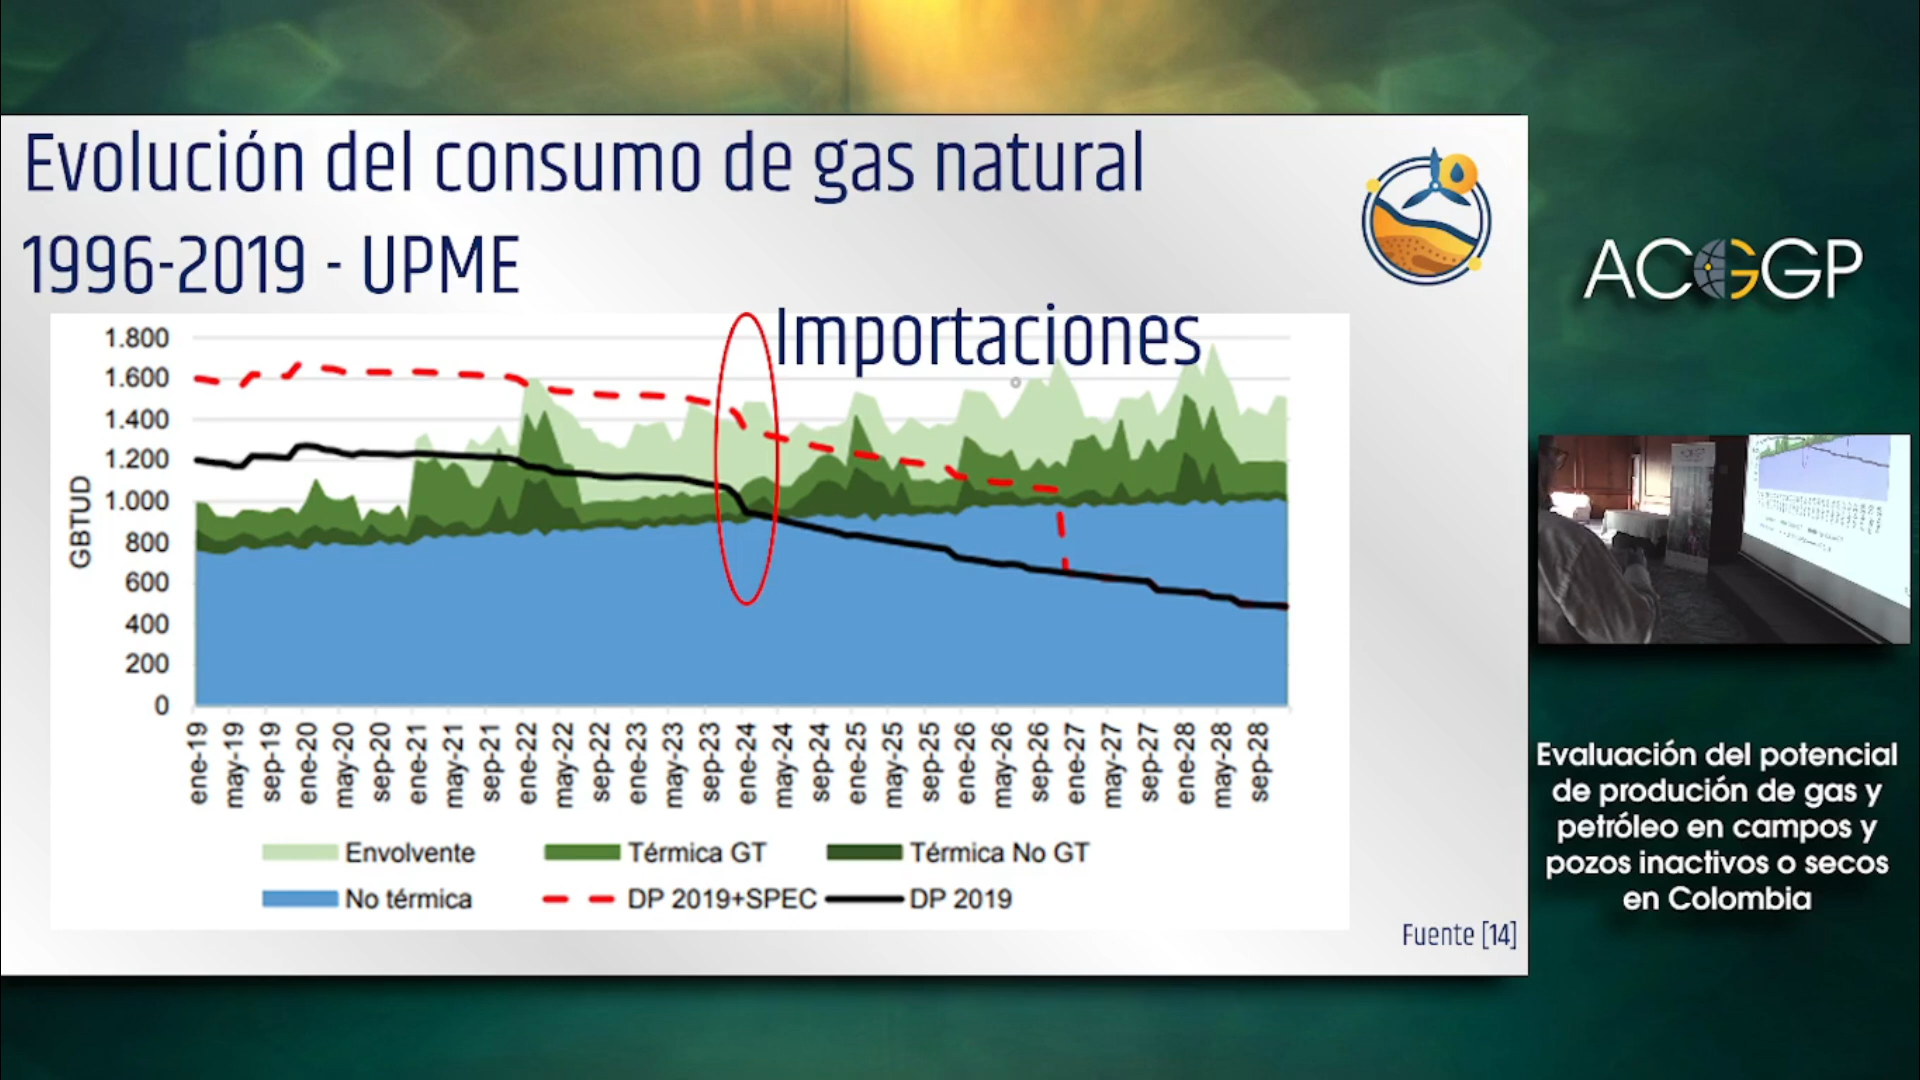 Evolución del consumo de gas natural
1996-2019 - UPME
Importaciones
1.800
1.600
1.400
1.200
1.000
800
600
400
200
0
GBTUD
ene-19
may-19
sep-19
ene-20
may-20
sep-20
ene-21
may-21
sep-21
ene-22
may-22
sep-22
ene-23
may-23
sep-23
ene-24
may-24
sep-24
ene-25
may-25
sep-25
ene-26
may-26
sep-26
ene-27
may-27
sep-27
ene-28
may-28
sep-28
Envolvente
Térmica GT
Térmica No GT
No térmica
DP 2019+SPEC
DP 2019
Fuente [14]
ACGGP
Evaluación del potencial
de produción de gas y
petróleo en campos y
pozos inactivos o secos
en Colombia